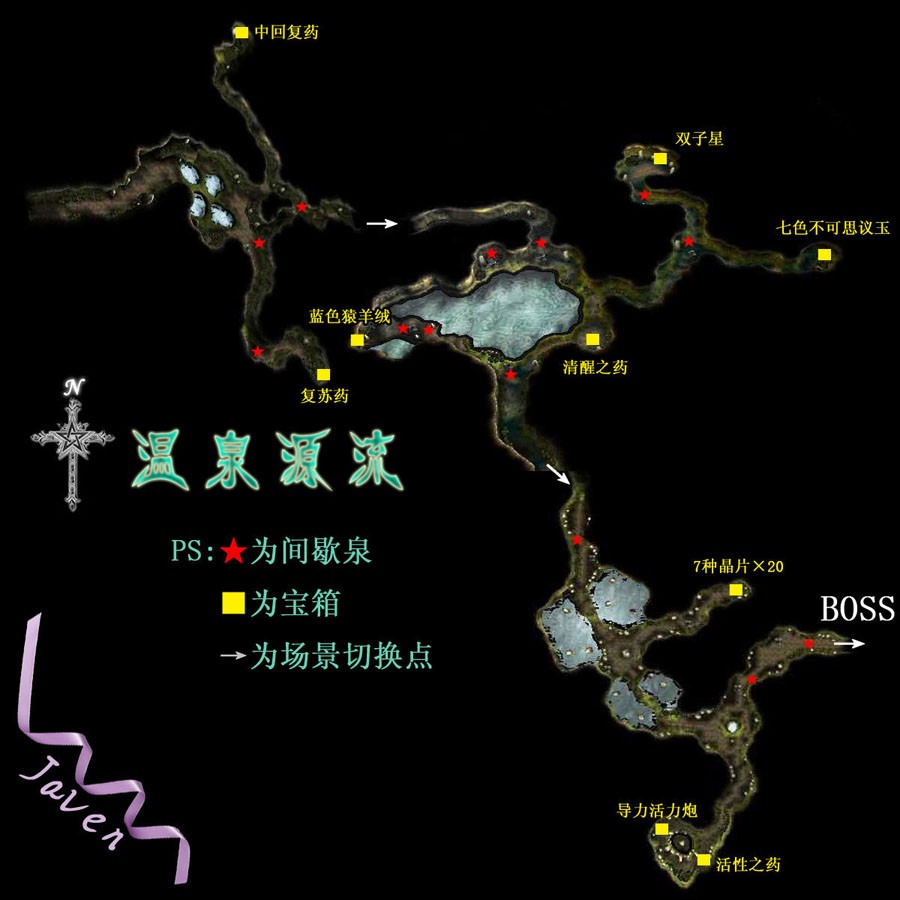 中回复药
双子星
七色不可思议玉
蓝色猿羊绒
清醒之药
复苏药
N
温泉源流
PS:★为间歇泉
为宝箱
→为场景切换点
7种晶片×20
BOSS
导力活力炮
活性之药
Javen